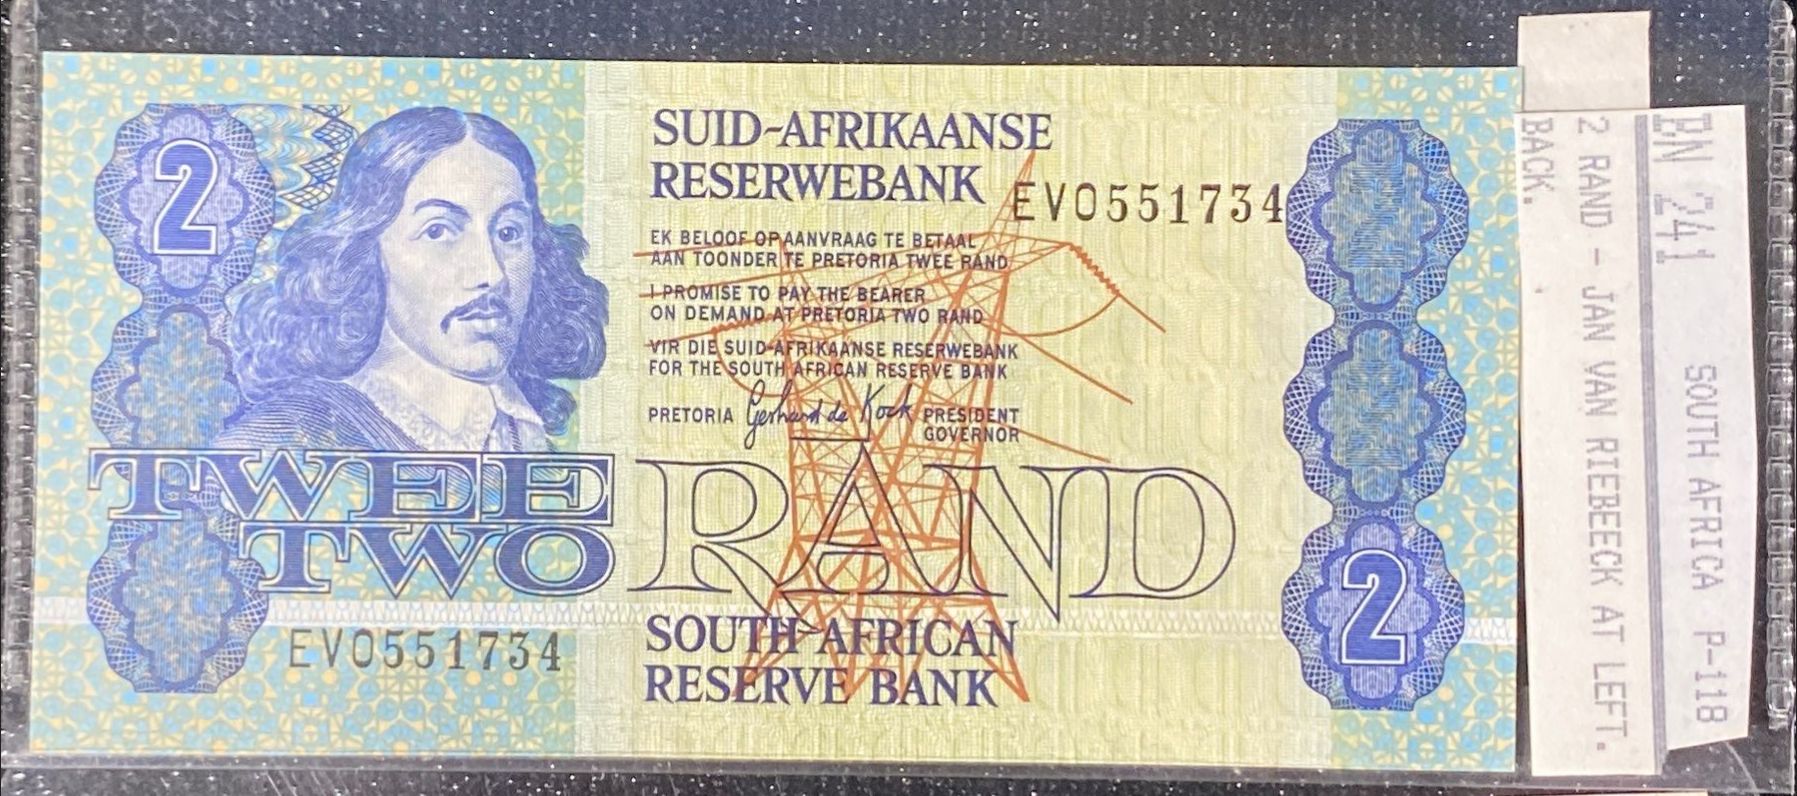 2
SUID-AFRIKAANSE
RESERWEBANK
EV0551734
EK BELOOF OP AANVRAAG TE BETAAL
AAN TOONDER TE PRETORIA TWEE RAND
I PROMISE TO PAY THE BEARER
ON DEMAND AT PRETORIA TWO RAND
VIR DIE SUID-AFRIKAANSE RESERWEBANK
FOR THE SOUTH AFRICAN RESERVE BANK
PRETORIA Gerhard de Kock PRESIDENT
GOVERNOR
TWEE
TWO
RAND
EV0551734
SOUTH AFRICAN
RESERVE BANK
2
BN 241 SOUTH AFRICA P-118
2 RAND - JAN VAN RIEBEECK AT LEFT.
BACK.